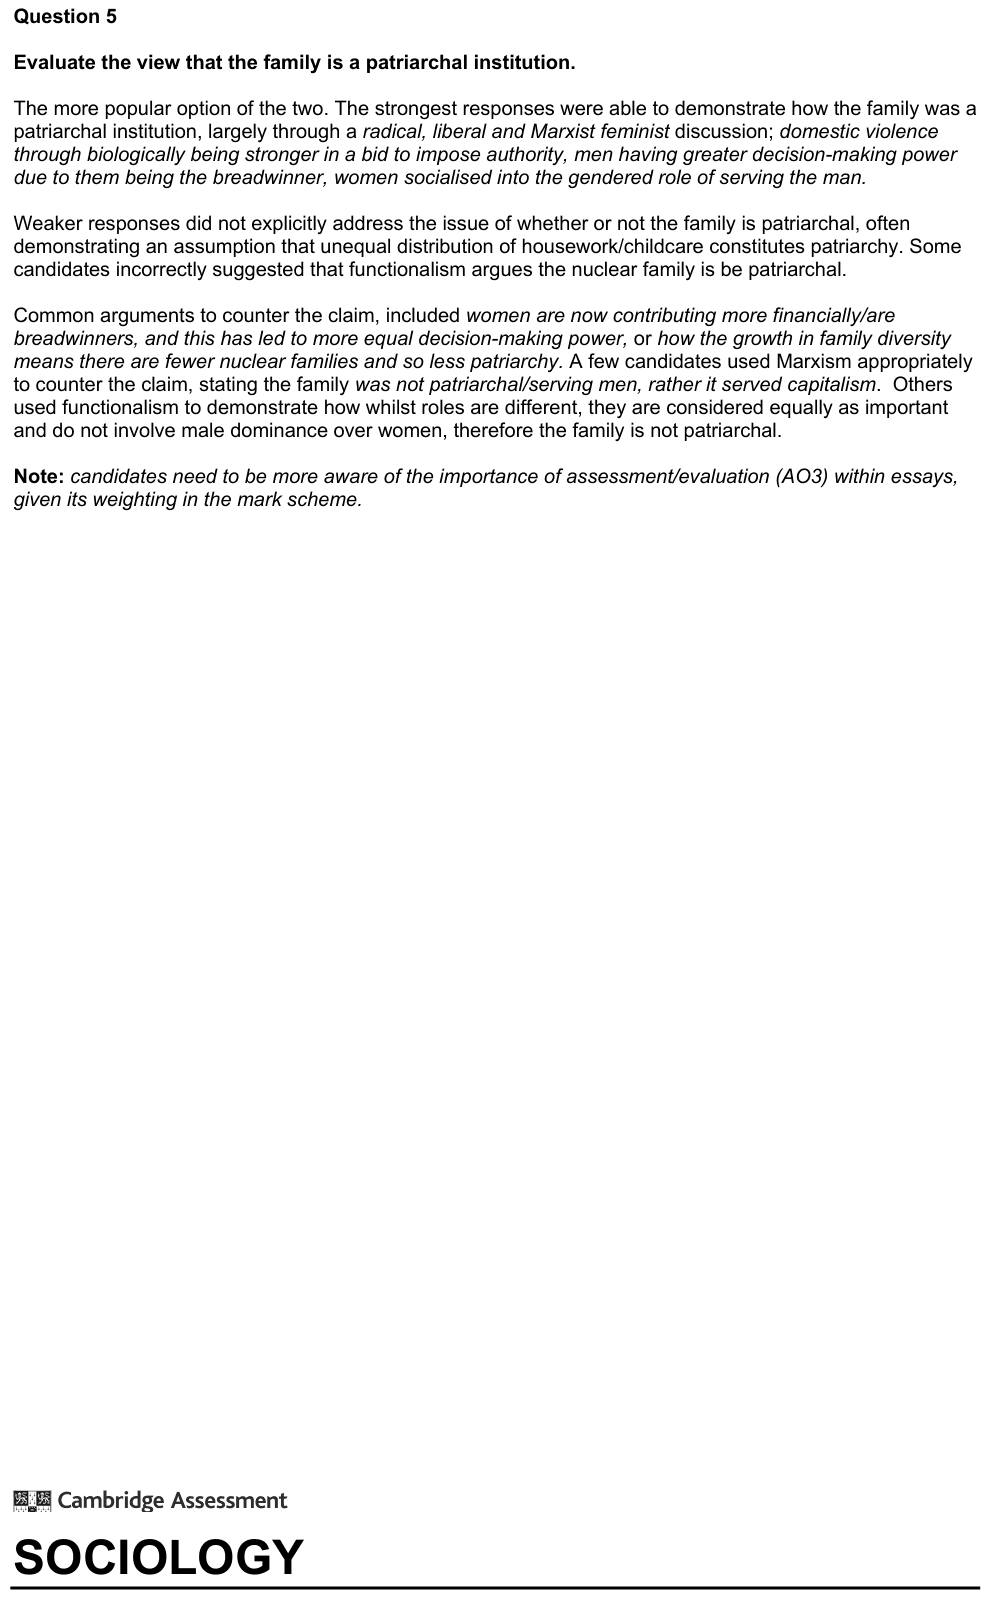 Question 5
Evaluate the view that the family is a patriarchal institution.
The more popular option of the two. The strongest responses were able to demonstrate how the family was a
patriarchal institution, largely through a radical, liberal and Marxist feminist discussion; domestic violence
through biologically being stronger in a bid to impose authority, men having greater decision-making power
due to them being the breadwinner, women socialised into the gendered role of serving the man.
Weaker responses did not explicitly address the issue of whether or not the family is patriarchal, often
demonstrating an assumption that unequal distribution of housework/childcare constitutes patriarchy. Some
candidates incorrectly suggested that functionalism argues the nuclear family is be patriarchal.
Common arguments to counter the claim, included women are now contributing more financially/are
breadwinners, and this has led to more equal decision-making power, or how the growth in family diversity
means there are fewer nuclear families and so less patriarchy. A few candidates used Marxism appropriately
to counter the claim, stating the family was not patriarchal/serving men, rather it served capitalism.  Others
used functionalism to demonstrate how whilst roles are different, they are considered equally as important
and do not involve male dominance over women, therefore the family is not patriarchal.
Note: candidates need to be more aware of the importance of assessment/evaluation (AO3) within essays,
given its weighting in the mark scheme.
Cambridge Assessment
SOCIOLOGY